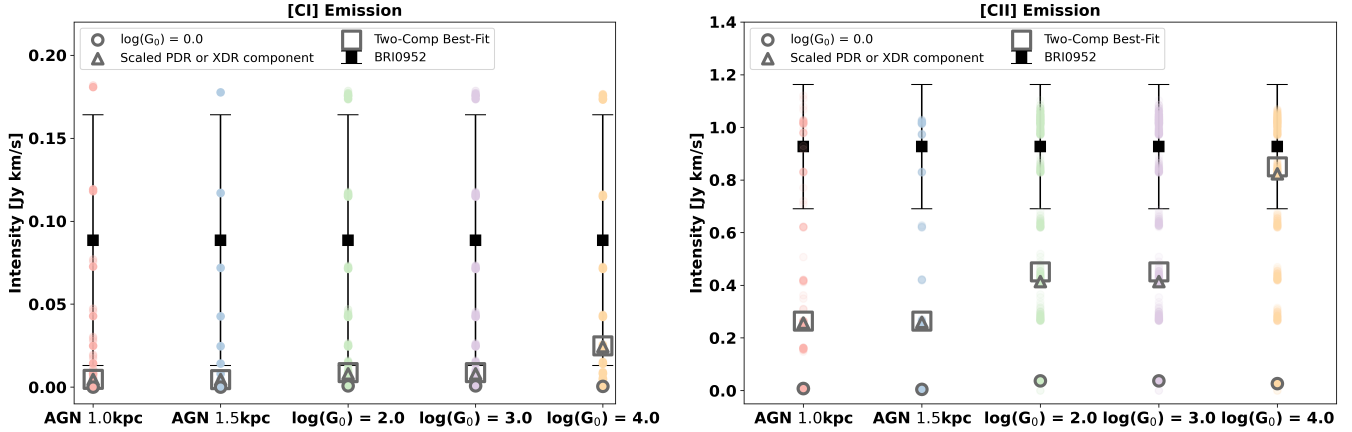 [CI] Emission
Intensity [Jy km/s]
0.20
0.15
0.10
0.05
0.00
log(G₀) = 0.0
Scaled PDR or XDR component
Two-Comp Best-Fit
BRI0952
AGN 1.0kpc
AGN 1.5kpc
log(G₀) = 2.0
log(G₀) = 3.0
log(G₀) = 4.0
[CII] Emission
Intensity [Jy km/s]
1.4
1.2
1.0
0.8
0.6
0.4
0.2
0.0
log(G₀) = 0.0
Scaled PDR or XDR component
Two-Comp Best-Fit
BRI0952
AGN 1.0kpc
AGN 1.5kpc
log(G₀) = 2.0
log(G₀) = 3.0
log(G₀) = 4.0